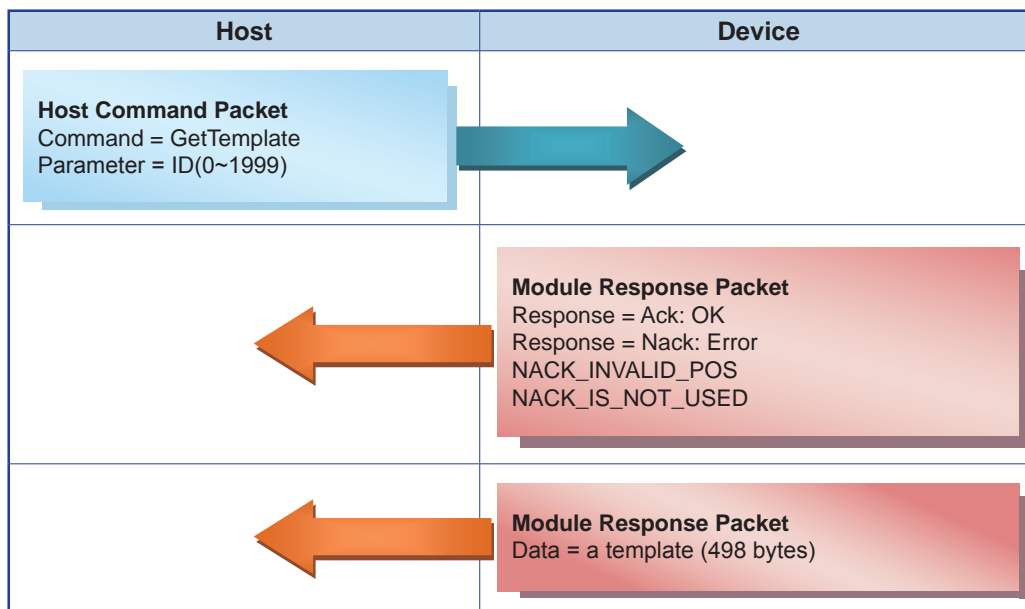 Host
Device
Host Command Packet
Command = GetTemplate
Parameter = ID(0~1999)
Module Response Packet
Response = Ack: OK
Response = Nack: Error
NACK_INVALID_POS
NACK_IS_NOT_USED
Module Response Packet
Data = a template (498 bytes)